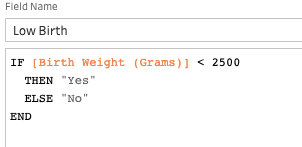 Field Name
Low Birth
IF [Birth Weight (Grams)] < 2500
THEN "Yes"
ELSE "No"
END